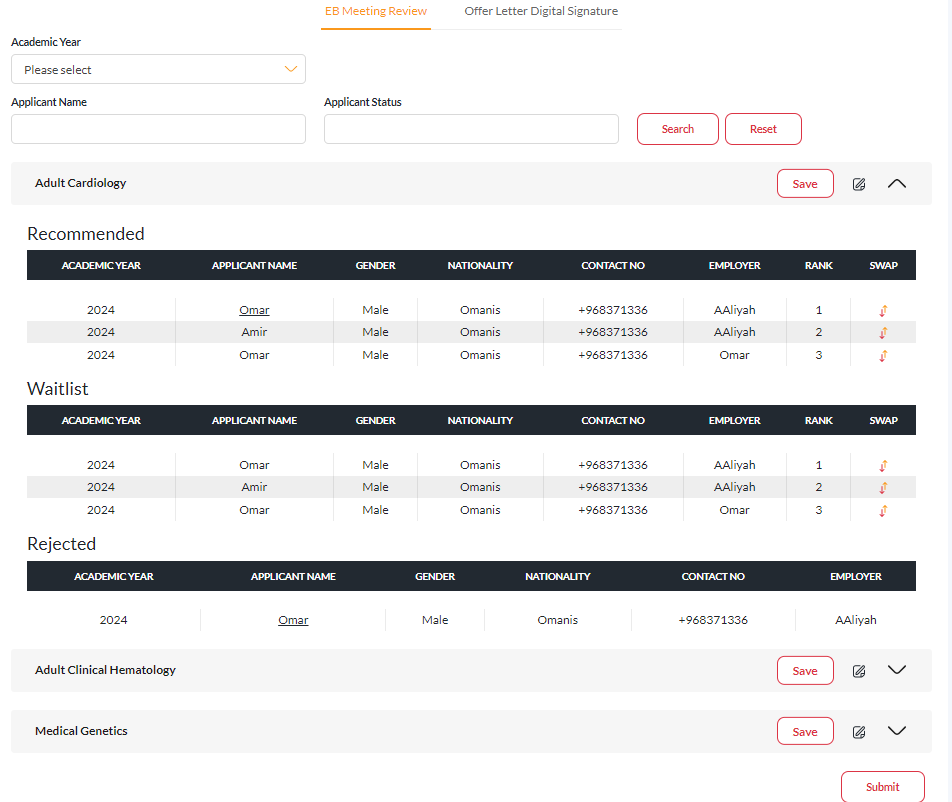 EB Meeting Review Offer Letter Digital Signature
Academic Year
Please select
Applicant Name Applicant Status
Search Reset
Adult Cardiology Save
Recommended
ACADEMIC YEAR APPLICANT NAME GENDER NATIONALITY CONTACT NO EMPLOYER RANK SWAP
2024 Omar Male Omanis +968371336 AAliyah 1
2024 Amir Male Omanis +968371336 AAliyah 2
2024 Omar Male Omanis +968371336 Omar 3
Waitlist
ACADEMIC YEAR APPLICANT NAME GENDER NATIONALITY CONTACT NO EMPLOYER RANK SWAP
2024 Omar Male Omanis +968371336 AAliyah 1
2024 Amir Male Omanis +968371336 AAliyah 2
2024 Omar Male Omanis +968371336 Omar 3
Rejected
ACADEMIC YEAR APPLICANT NAME GENDER NATIONALITY CONTACT NO EMPLOYER
2024 Omar Male Omanis +968371336 AAliyah
Adult Clinical Hematology Save
Medical Genetics Save
Submit